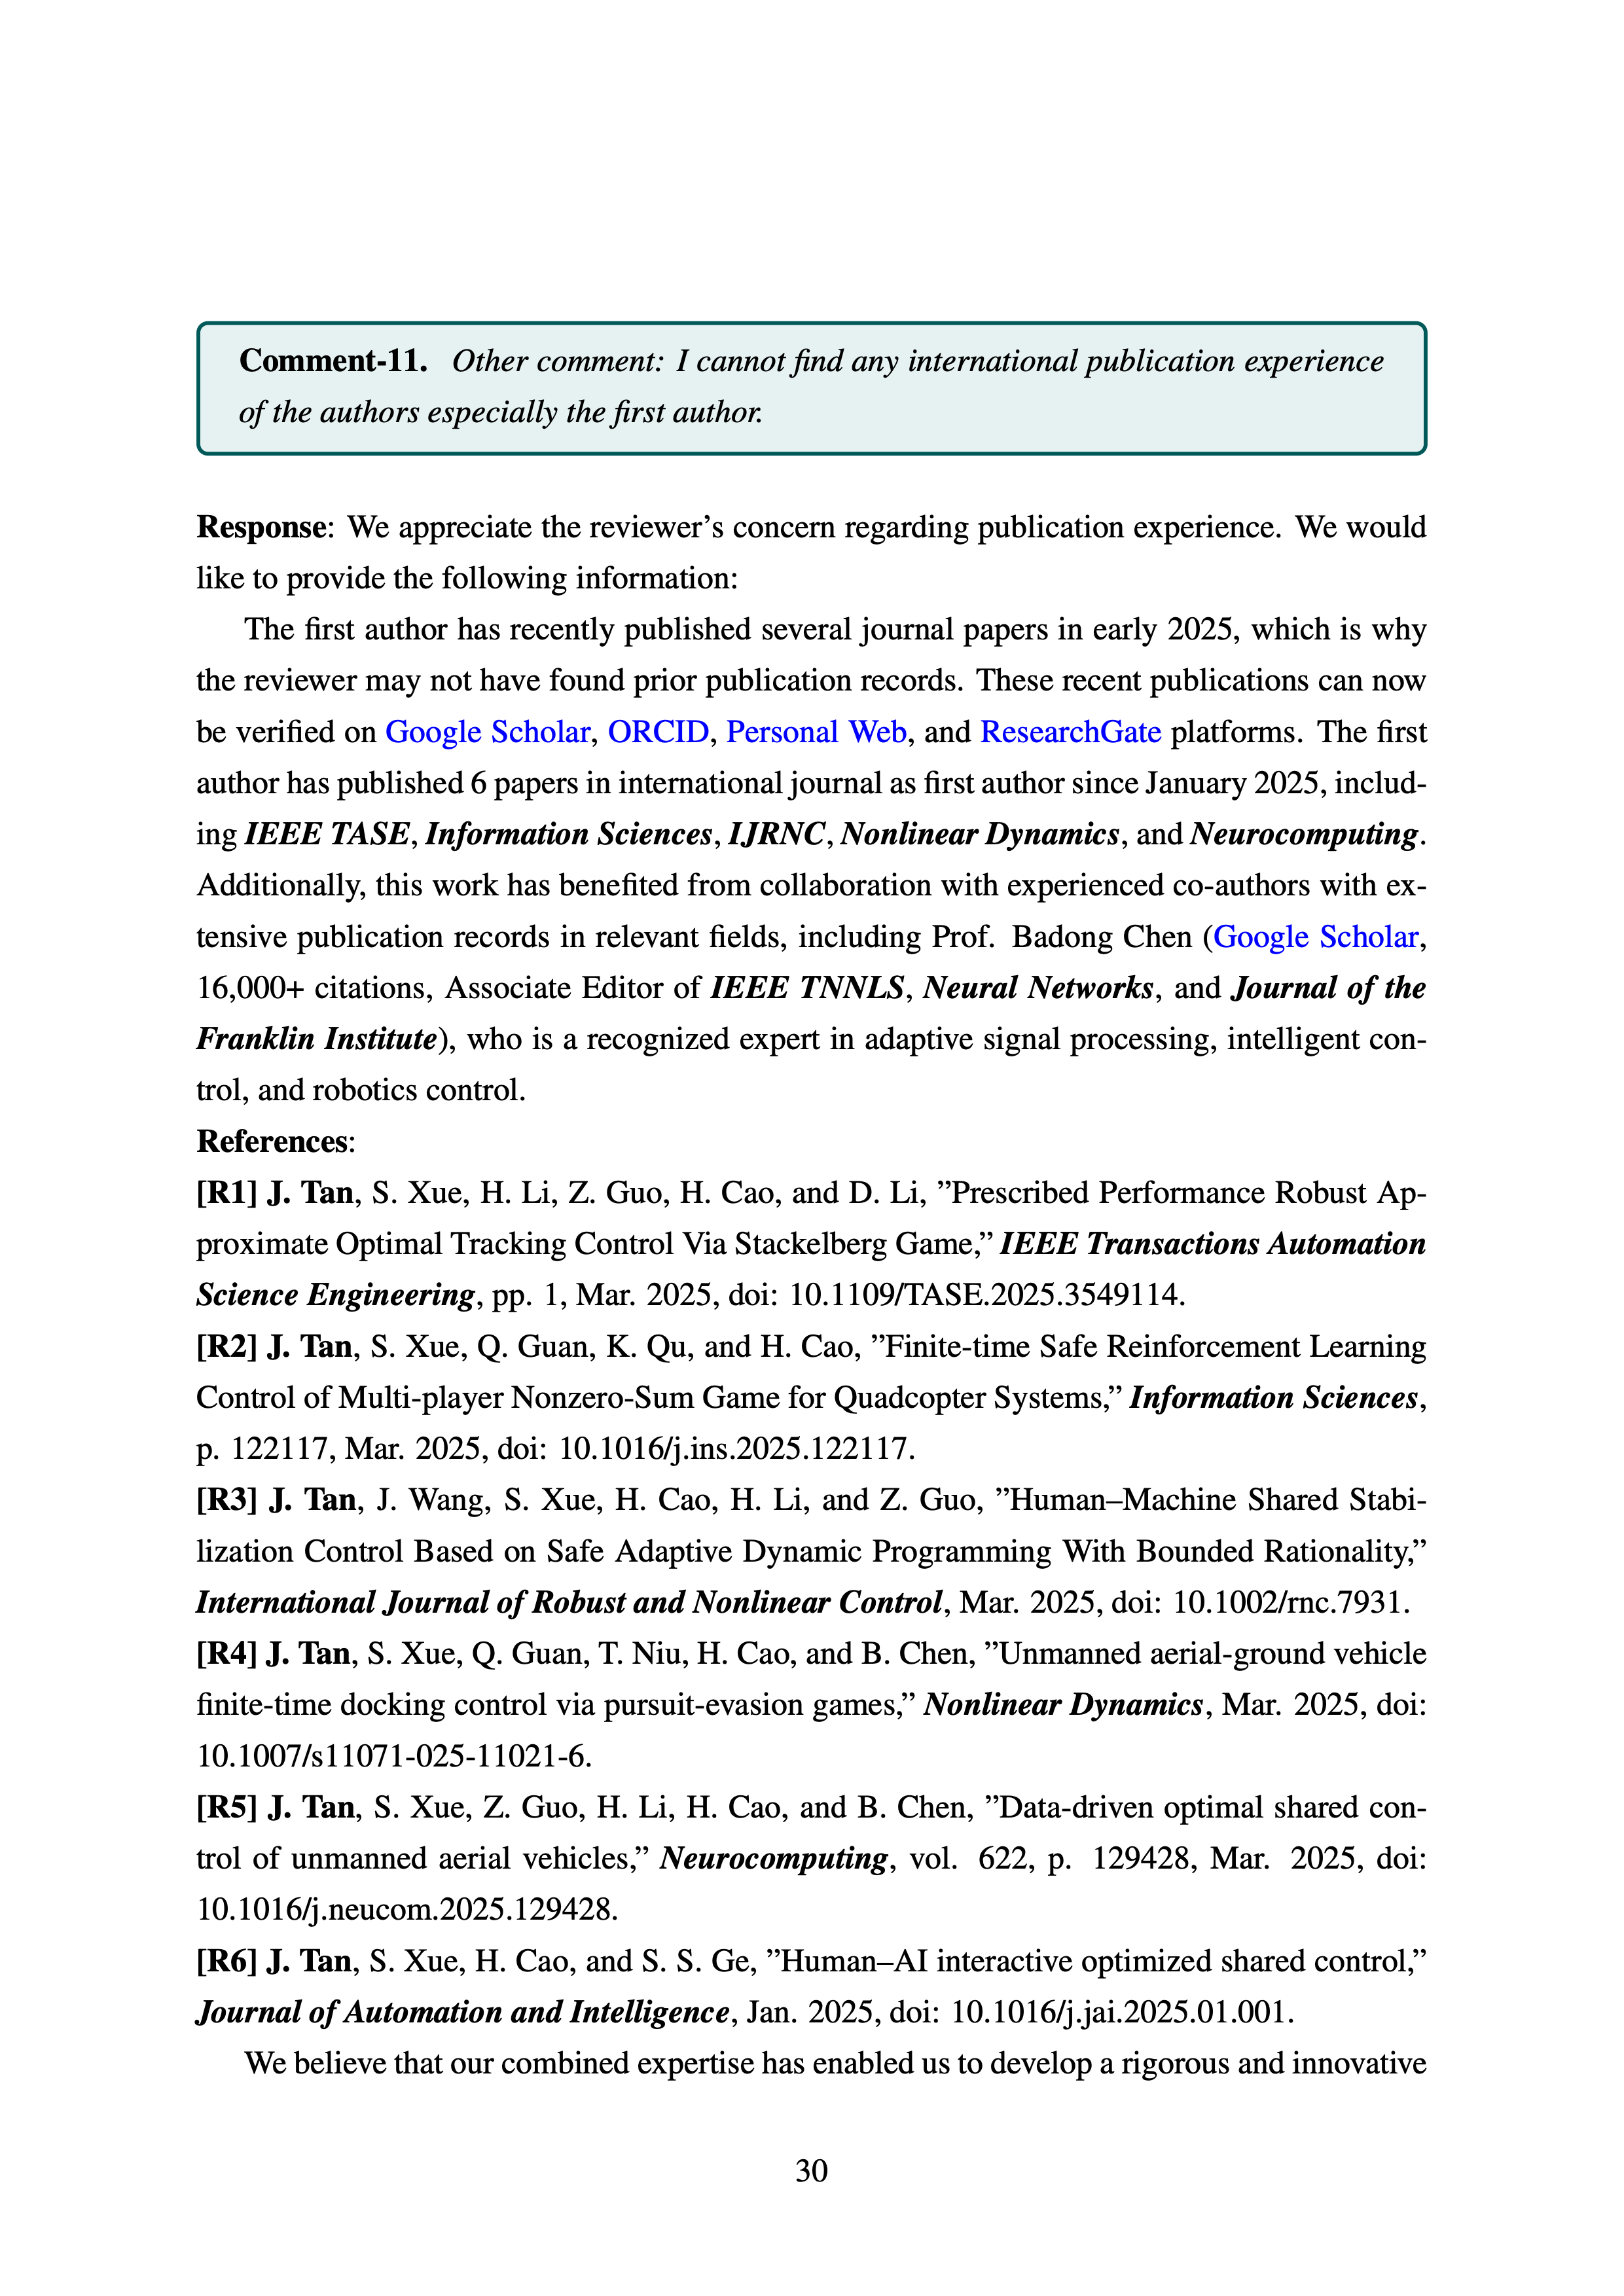 Comment-11. Other comment: I cannot find any international publication experience
of the authors especially the first author.
Response: We appreciate the reviewer’s concern regarding publication experience. We would
like to provide the following information:
The first author has recently published several journal papers in early 2025, which is why
the reviewer may not have found prior publication records. These recent publications can now
be verified on Google Scholar, ORCID, Personal Web, and ResearchGate platforms. The first
author has published 6 papers in international journal as first author since January 2025, includ-
ing IEEE TASE, Information Sciences, IJRNC, Nonlinear Dynamics, and Neurocomputing.
Additionally, this work has benefited from collaboration with experienced co-authors with ex-
tensive publication records in relevant fields, including Prof. Badong Chen (Google Scholar,
16,000+ citations, Associate Editor of IEEE TNNLS, Neural Networks, and Journal of the
Franklin Institute), who is a recognized expert in adaptive signal processing, intelligent con-
trol, and robotics control.
References:
[R1] J. Tan, S. Xue, H. Li, Z. Guo, H. Cao, and D. Li, ”Prescribed Performance Robust Ap-
proximate Optimal Tracking Control Via Stackelberg Game,” IEEE Transactions Automation
Science Engineering, pp. 1, Mar. 2025, doi: 10.1109/TASE.2025.3549114.
[R2] J. Tan, S. Xue, Q. Guan, K. Qu, and H. Cao, ”Finite-time Safe Reinforcement Learning
Control of Multi-player Nonzero-Sum Game for Quadcopter Systems,” Information Sciences,
p. 122117, Mar. 2025, doi: 10.1016/j.ins.2025.122117.
[R3] J. Tan, J. Wang, S. Xue, H. Cao, H. Li, and Z. Guo, ”Human–Machine Shared Stabi-
lization Control Based on Safe Adaptive Dynamic Programming With Bounded Rationality,”
International Journal of Robust and Nonlinear Control, Mar. 2025, doi: 10.1002/rnc.7931.
[R4] J. Tan, S. Xue, Q. Guan, T. Niu, H. Cao, and B. Chen, ”Unmanned aerial-ground vehicle
finite-time docking control via pursuit-evasion games,” Nonlinear Dynamics, Mar. 2025, doi:
10.1007/s11071-025-11021-6.
[R5] J. Tan, S. Xue, Z. Guo, H. Li, H. Cao, and B. Chen, ”Data-driven optimal shared con-
trol of unmanned aerial vehicles,” Neurocomputing, vol. 622, p. 129428, Mar. 2025, doi:
10.1016/j.neucom.2025.129428.
[R6] J. Tan, S. Xue, H. Cao, and S. S. Ge, ”Human–AI interactive optimized shared control,”
Journal of Automation and Intelligence, Jan. 2025, doi: 10.1016/j.jai.2025.01.001.
We believe that our combined expertise has enabled us to develop a rigorous and innovative
30